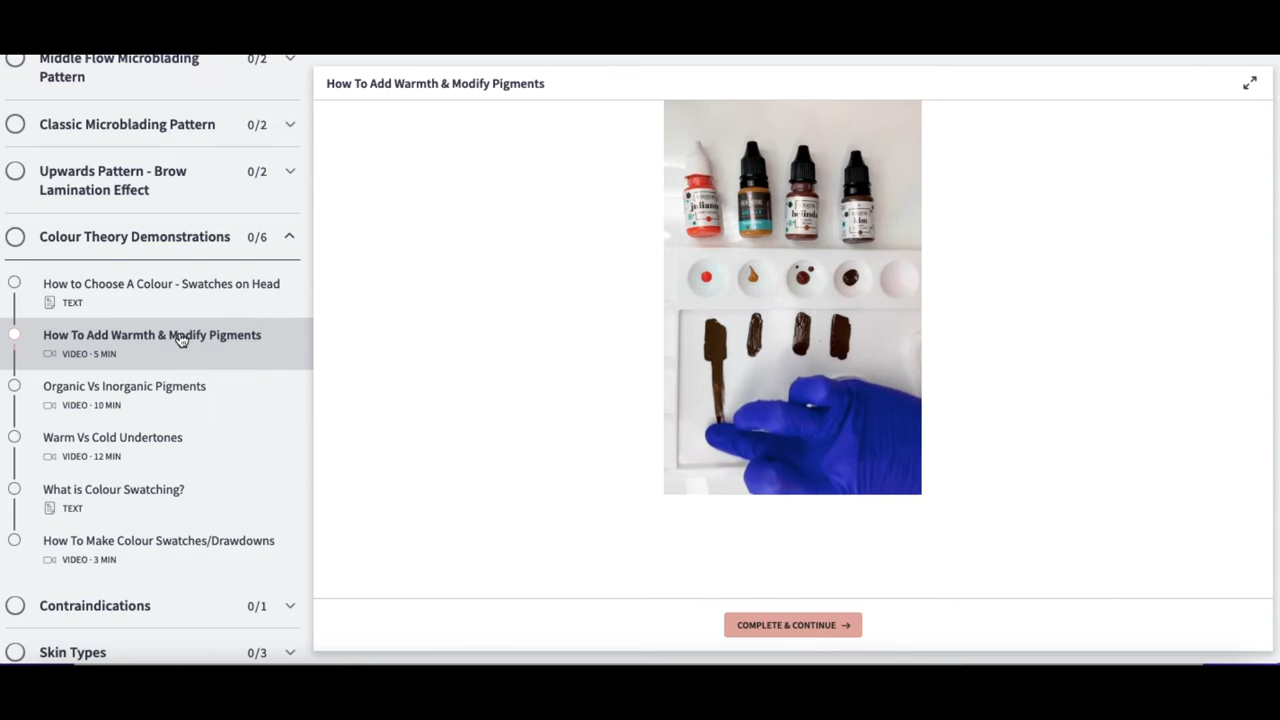 Middle Flow Microblading
Pattern
0/2
Classic Microblading Pattern
0/2
Upwards Pattern - Brow
Lamination Effect
0/2
Colour Theory Demonstrations
0/6
How to Choose A Colour - Swatches on Head
TEXT
How To Add Warmth & Modify Pigments
VIDEO · 5 MIN
Organic Vs Inorganic Pigments
VIDEO · 10 MIN
Warm Vs Cold Undertones
VIDEO · 12 MIN
What is Colour Swatching?
TEXT
How To Make Colour Swatches/Drawdowns
VIDEO · 3 MIN
Contraindications
0/1
Skin Types
0/3
How To Add Warmth & Modify Pigments
belinda
kim
COMPLETE & CONTINUE →